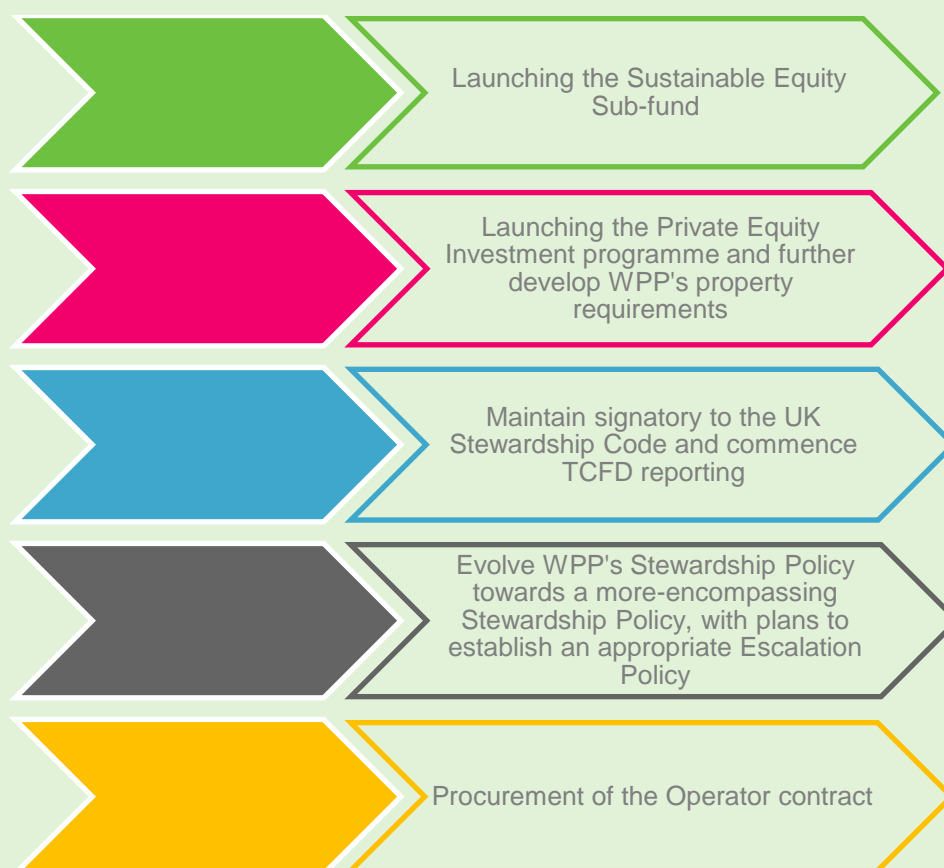 Launching the Sustainable Equity
Sub-fund
Launching the Private Equity
Investment programme and further
develop WPP's property
requirements
Maintain signatory to the UK
Stewardship Code and commence
TCFD reporting
Evolve WPP's Stewardship Policy
towards a more-encompassing
Stewardship Policy, with plans to
establish an appropriate Escalation
Policy
Procurement of the Operator contract